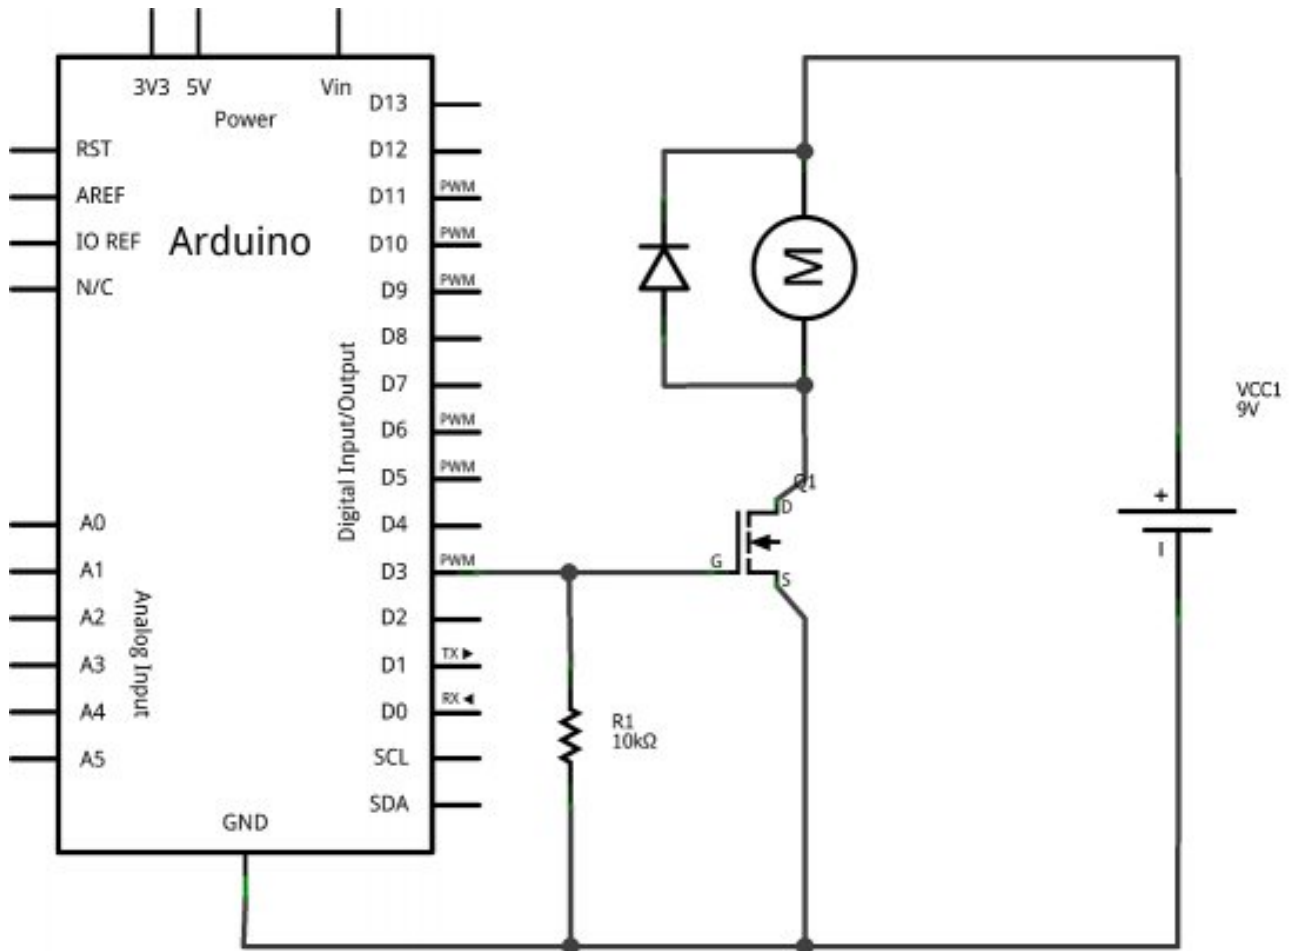 3V3 5V Vin
Power
D13
RST D12
AREF D11 PWM
IO REF Arduino D10 PWM
N/C D9 PWM
D8
D7
Digital Input/Output
D6 PWM
D5 PWM
A0 D4
A1 D3 PWM
A2 D2
A3 D1 TX ▶
A4 D0 RX ◀
A5 SCL
Analog Input
SDA
GND
M
Q1
D
G
S
R1
10kΩ
VCC1
9V
+